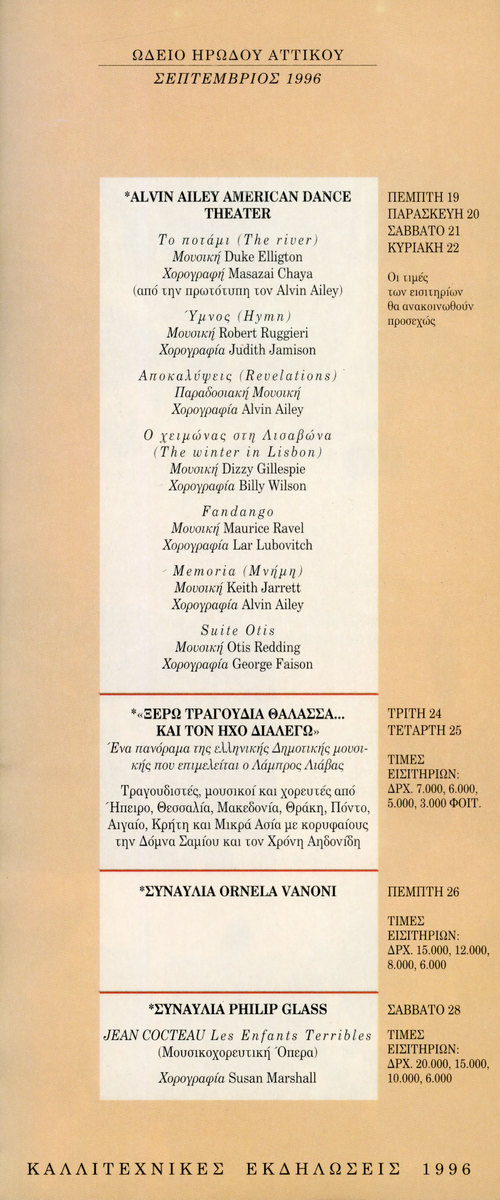 ΩΔΕΙΟ ΗΡΩΔΟΥ ΑΤΤΙΚΟΥ
ΣΕΠΤΕΜΒΡΙΟΣ 1996
*ALVIN AILEY AMERICAN DANCE
THEATER
Το ποτάμι (The river)
Μουσική Duke Elligton
Χορογραφή Masazai Chaya
(από την πρωτότυπη τον Alvin Ailey)
Ύμνος (Hymn)
Μουσική Robert Ruggieri
Χορογραφία Judith Jamison
Αποκαλύψεις (Revelations)
Παραδοσιακή Μουσική
Χορογραφία Alvin Ailey
Ο χειμώνας στη Λισαβώνα
(The winter in Lisbon)
Μουσική Dizzy Gillespie
Χορογραφία Billy Wilson
Fandango
Μουσική Maurice Ravel
Χορογραφία Lar Lubovitch
Memoria (Μνήμη)
Μουσική Keith Jarrett
Χορογραφία Alvin Ailey
Suite Otis
Μουσική Otis Redding
Χορογραφία George Faison
ΠΕΜΠΤΗ 19
ΠΑΡΑΣΚΕΥΗ 20
ΣΑΒΒΑΤΟ 21
ΚΥΡΙΑΚΗ 22
Οι τιμές
των εισιτηρίων
θα ανακοινωθούν
προσεχώς
*«ΞΕΡΩ ΤΡΑΓΟΥΔΙΑ ΘΑΛΑΣΣΑ...
ΚΑΙ ΤΟΝ ΗΧΟ ΔΙΑΛΕΓΩ»
Ένα πανόραμα της ελληνικής Δημοτικής μουσι-
κής που επιμελείται ο Λάμπρος Λιάβας
Τραγουδιστές, μουσικοί και χορευτές από
Ήπειρο, Θεσσαλία, Μακεδονία, Θράκη, Πόντο,
Αιγαίο, Κρήτη και Μικρά Ασία με κορυφαίους
την Δόμνα Σαμίου και τον Χρόνη Αηδονίδη
ΤΡΙΤΗ 24
ΤΕΤΑΡΤΗ 25
ΤΙΜΕΣ
ΕΙΣΙΤΗΡΙΩΝ:
ΔΡΧ. 7.000, 6.000,
5.000, 3.000 ΦΟΙΤ.
*ΣΥΝΑΥΛΙΑ ORNELA VANONI
ΠΕΜΠΤΗ 26
ΤΙΜΕΣ
ΕΙΣΙΤΗΡΙΩΝ:
ΔΡΧ. 15.000, 12.000,
8.000, 6.000
*ΣΥΝΑΥΛΙΑ PHILIP GLASS
JEAN COCTEAU Les Enfants Terribles
(Μουσικοχορευτική Όπερα)
Χορογραφία Susan Marshall
ΣΑΒΒΑΤΟ 28
ΤΙΜΕΣ
ΕΙΣΙΤΗΡΙΩΝ:
ΔΡΧ. 20.000, 15.000,
10.000, 6.000
ΚΑΛΛΙΤΕΧΝΙΚΕΣ ΕΚΔΗΛΩΣΕΙΣ 1996